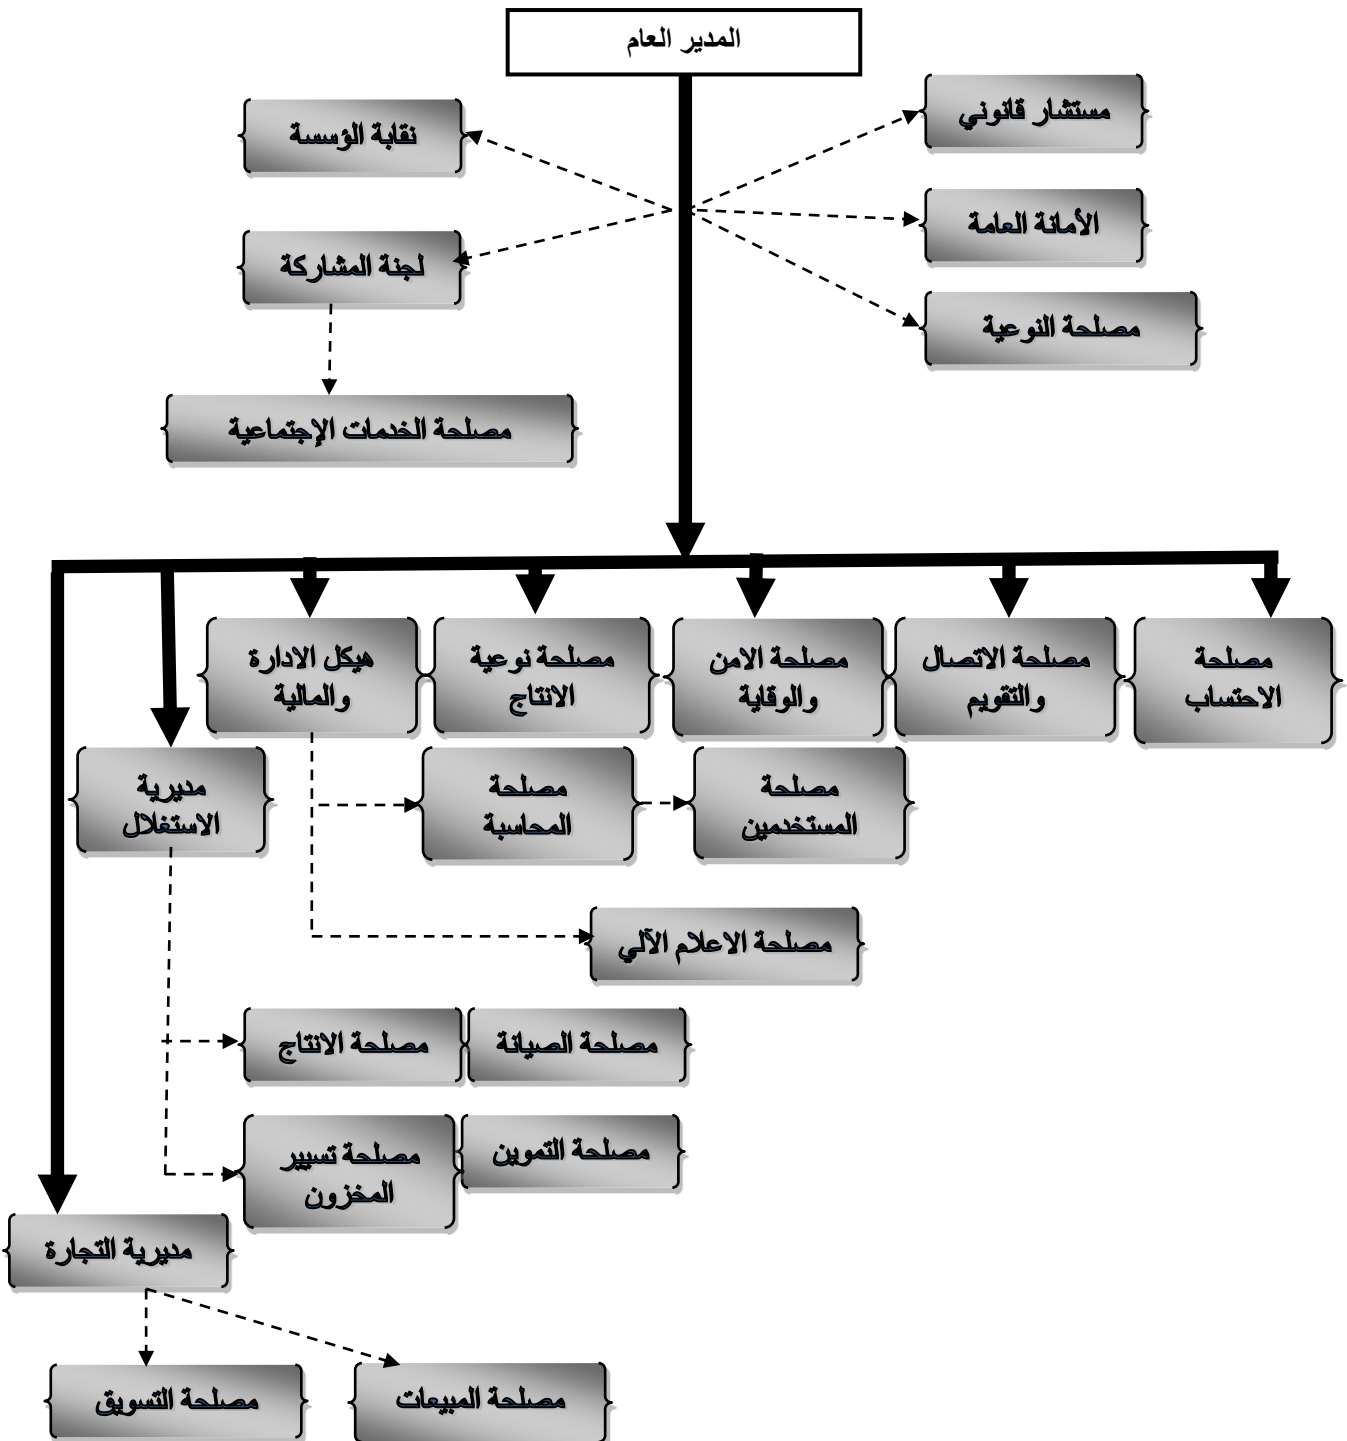 المدير العام
مستشار قانوني
نقابة الؤسسة
الأمانة العامة
لجنة المشاركة
مصلحة النوعية
مصلحة الخدمات الإجتماعية
مصلحة
الاحتساب
مصلحة الاتصال
والتقويم
مصلحة الامن
والوقاية
مصلحة نوعية
الانتاج
هيكل الادارة
والمالية
مديرية
الاستغلال
مصلحة
المحاسبة
مصلحة
المستخدمين
مصلحة الاعلام الآلي
مصلحة الصيانة
مصلحة الانتاج
مصلحة التموين
مصلحة تسيير
المخزون
مديرية التجارة
مصلحة المبيعات
مصلحة التسويق